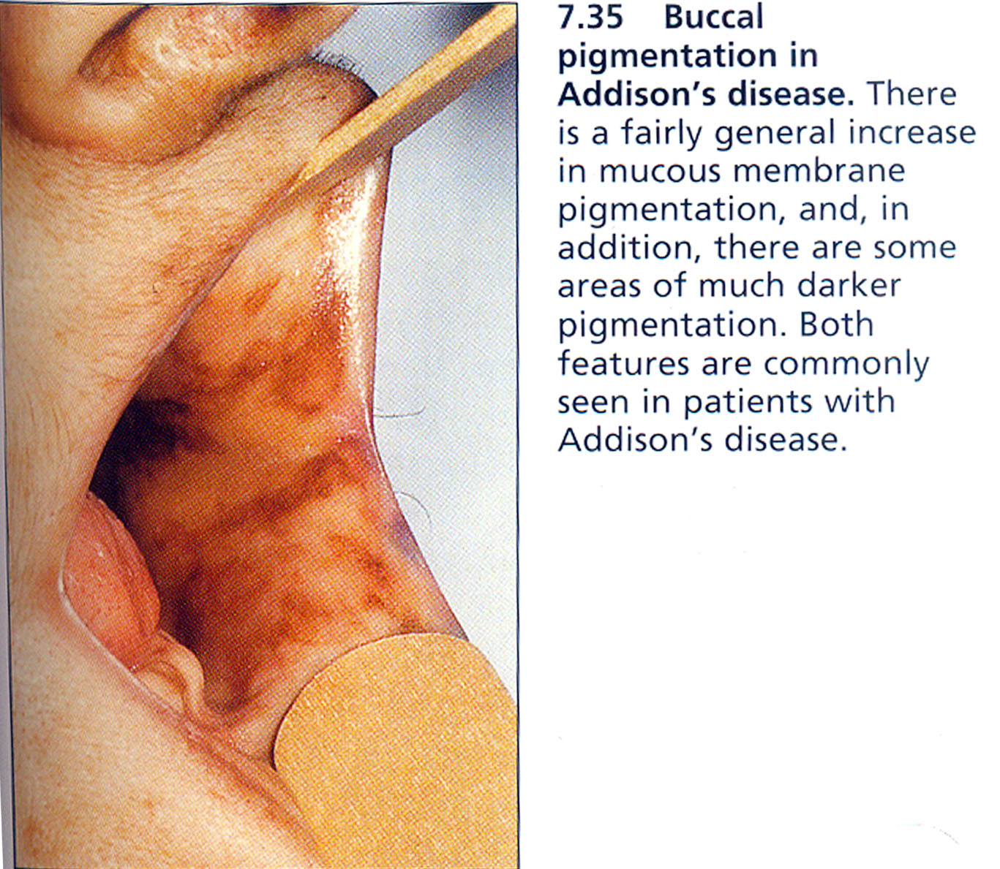 7.35 Buccal
pigmentation in
Addison's disease. There
is a fairly general increase
in mucous membrane
pigmentation, and, in
addition, there are some
areas of much darker
pigmentation. Both
features are commonly
seen in patients with
Addison's disease.